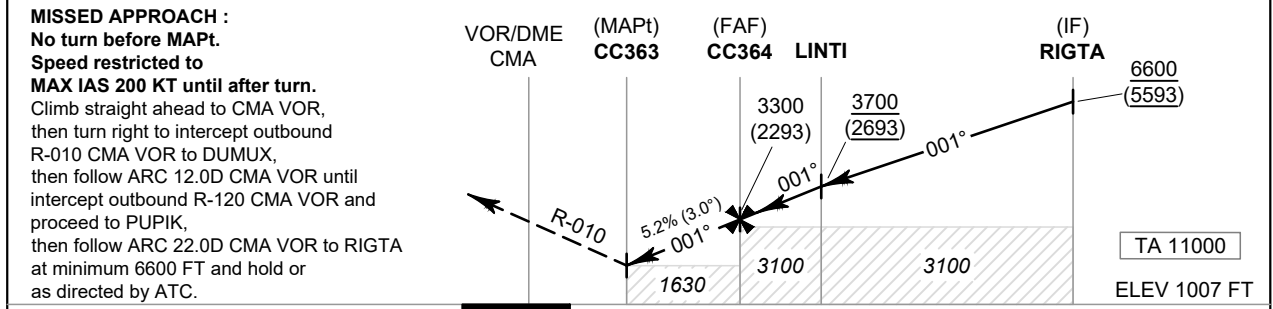 MISSED APPROACH :
No turn before MAPt.
Speed restricted to
MAX IAS 200 KT until after turn.
Climb straight ahead to CMA VOR,
then turn right to intercept outbound
R-010 CMA VOR to DUMUX,
then follow ARC 12.0D CMA VOR until
intercept outbound R-120 CMA VOR and
proceed to PUPIK,
then follow ARC 22.0D CMA VOR to RIGTA
at minimum 6600 FT and hold or
as directed by ATC.
VOR/DME
CMA
(MAPt)
CC363
(FAF)
CC364
LINTI
(IF)
RIGTA
6600
(5593)
3300
(2293)
3700
(2693)
001°
001°
5.2% (3.0°)
001°
R-010
1630
3100
3100
TA 11000
ELEV 1007 FT